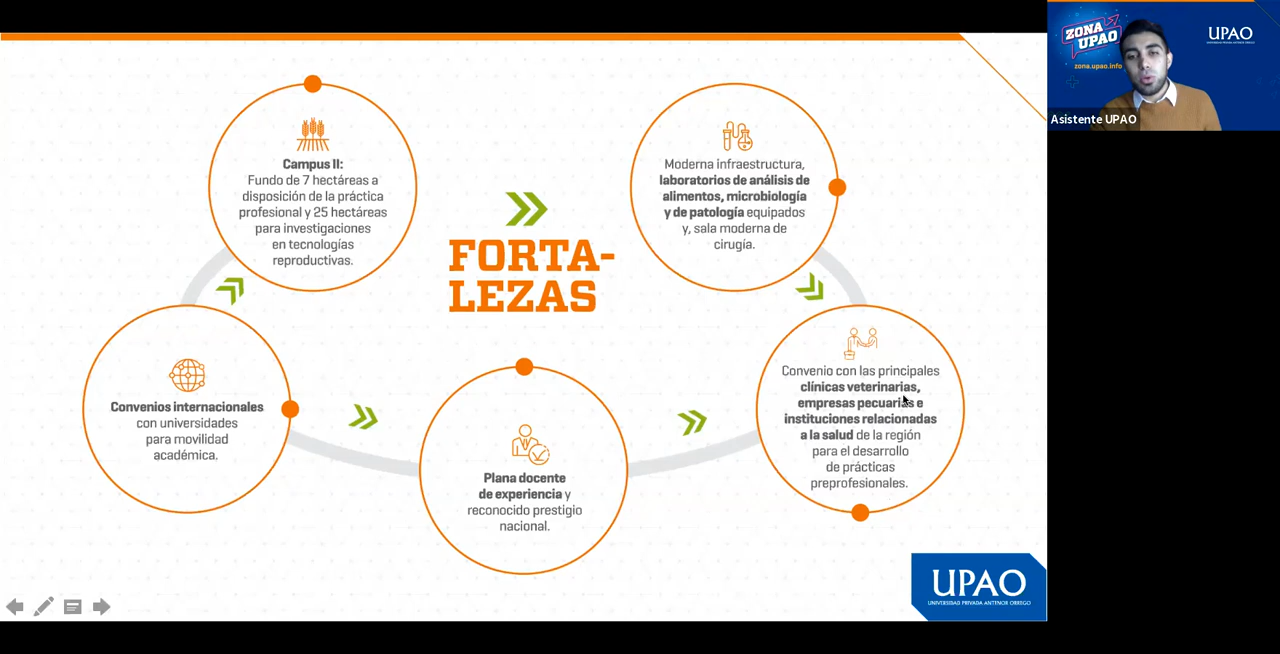 Campus II:
Fundo de 7 hectáreas a
disposición de la práctica
profesional y 25 hectáreas
para investigaciones
en tecnologías
reproductivas.
Moderna infraestructura,
laboratorios de análisis de
alimentos, microbiología
y de patología equipados
y, sala moderna de
cirugía.
FORTA-
LEZAS
Convenios internacionales
con universidades
para movilidad
académica.
Plana docente
de experiencia y
reconocido prestigio
nacional.
Convenio con las principales
clínicas veterinarias,
empresas pecuarias e
instituciones relacionadas
a la salud de la región
para el desarrollo
de prácticas
preprofesionales.
UPAO
UNIVERSIDAD PRIVADA ANTENOR ORREGO
ZONA
UPAO
zona.upao.info
UPAO
UNIVERSIDAD PRIVADA ANTENOR ORREGO
Asistente UPAO